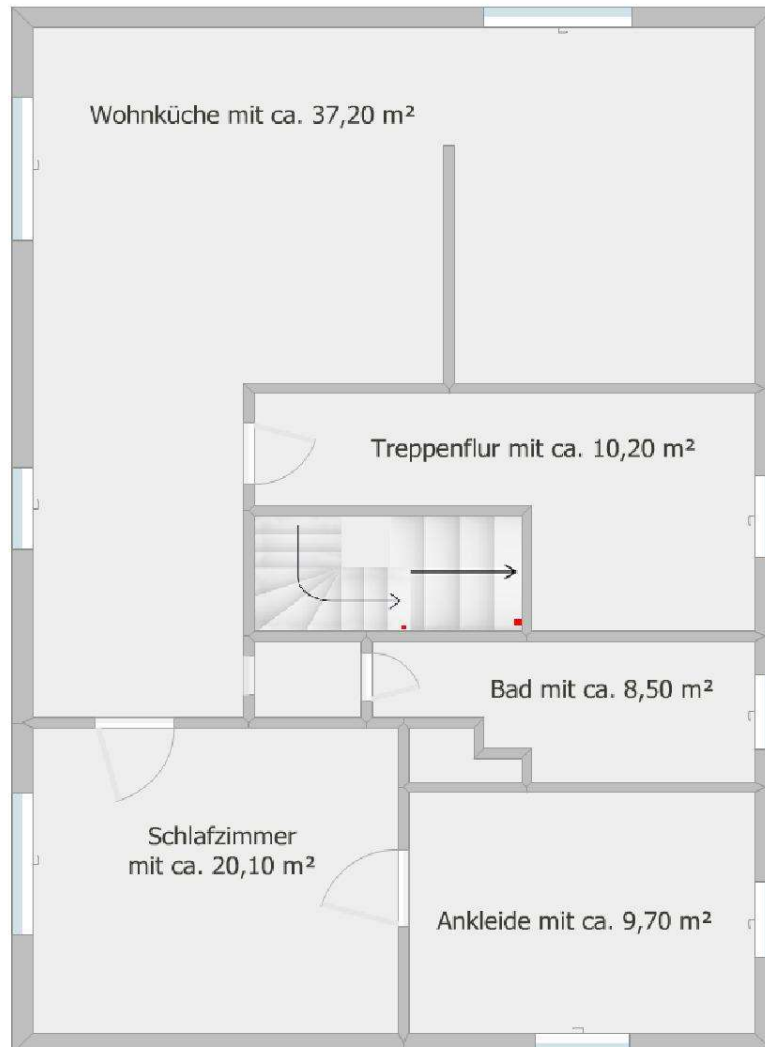 Wohnküche mit ca. 37,20 m²
Treppenflur mit ca. 10,20 m²
Bad mit ca. 8,50 m²
Schlafzimmer
mit ca. 20,10 m²
Ankleide mit ca. 9,70 m²